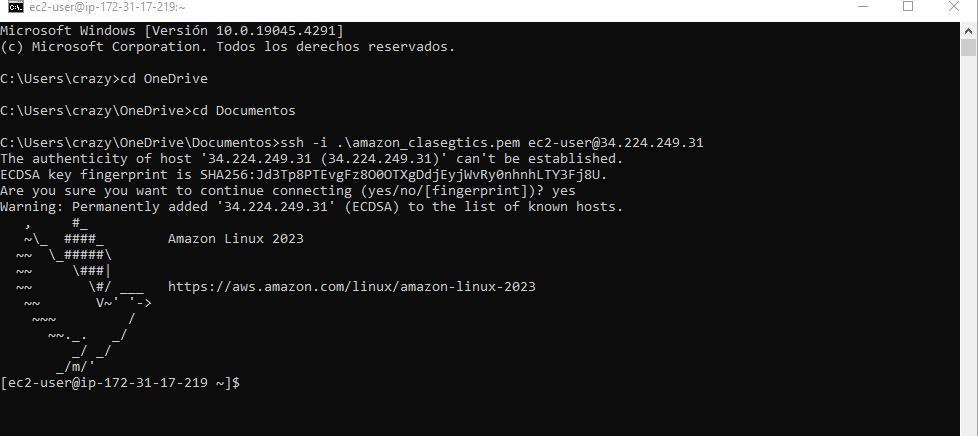 ec2-user@ip-172-31-17-219:~
Microsoft Windows [Versión 10.0.19045.4291]
(c) Microsoft Corporation. Todos los derechos reservados.
C:\Users\crazy>cd OneDrive
C:\Users\crazy\OneDrive>cd Documentos
C:\Users\crazy\OneDrive\Documentos>ssh -i .\amazon_clasegtics.pem ec2-user@34.224.249.31
The authenticity of host '34.224.249.31 (34.224.249.31)' can't be established.
ECDSA key fingerprint is SHA256:Jd3Tp8PTEvgFz8O0OTXgDdjEyjWvRy0nhnhLTY3Fj8U.
Are you sure you want to continue connecting (yes/no/[fingerprint])? yes
Warning: Permanently added '34.224.249.31' (ECDSA) to the list of known hosts.
   ,     #_
   ~\_  ####_        Amazon Linux 2023
  ~~  \_#####\
  ~~     \###|
  ~~       \#/ ___   https://aws.amazon.com/linux/amazon-linux-2023
   ~~       V~' '->
    ~~~         /
      ~~._.   _/
         _/ _/
       _/m/'
[ec2-user@ip-172-31-17-219 ~]$